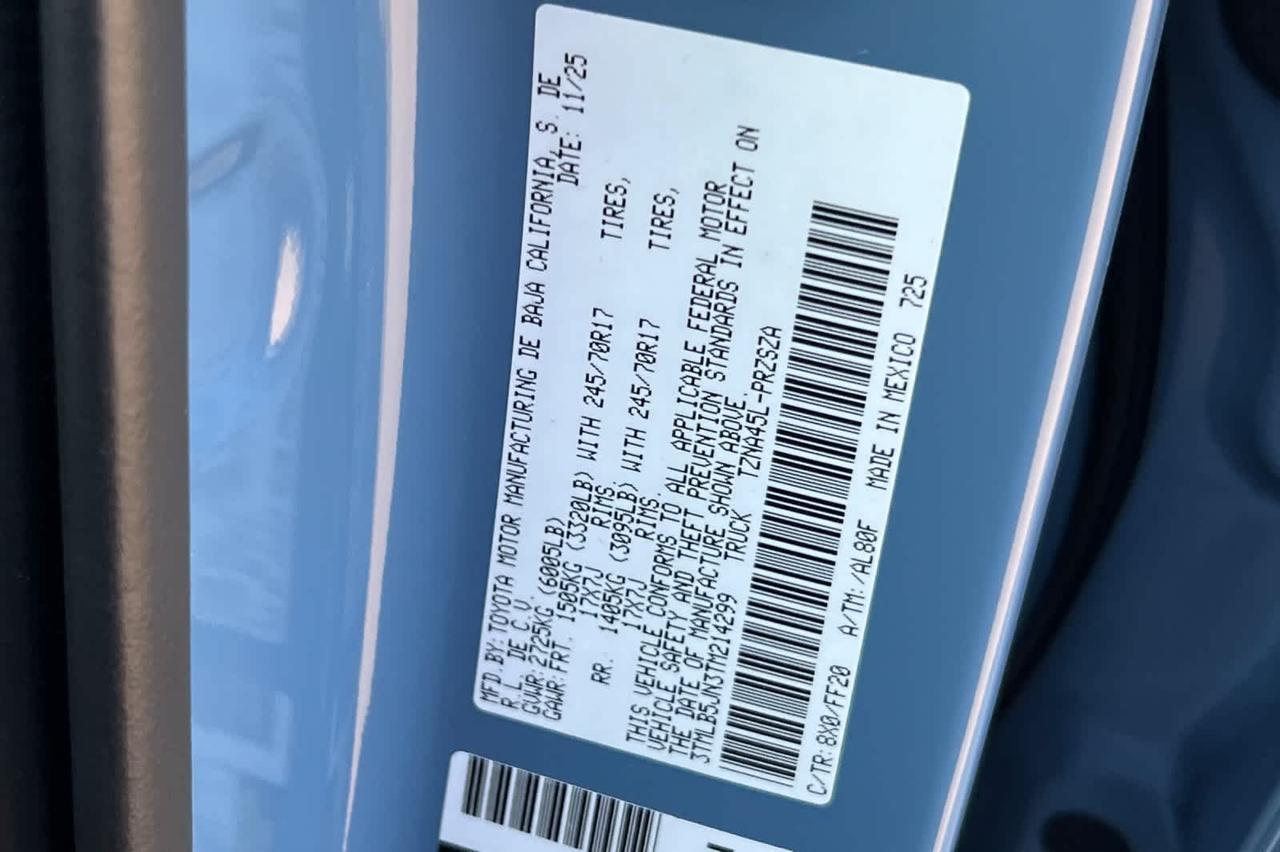 MFD.BY: TOYOTA MOTOR MANUFACTURING DE BAJA CALIFORNIA, S. DE
R.L. DE C.V. DATE: 11/25
GVWR: 2725KG (6005LB)
GAWR: FRT. 1505KG (3320LB) WITH 245/70R17 TIRES,
17X7J RIMS.
RR. 1405KG (3095LB) WITH 245/70R17 TIRES,
17X7J RIMS.
THIS VEHICLE CONFORMS TO ALL APPLICABLE FEDERAL MOTOR
VEHICLE SAFETY AND THEFT PREVENTION STANDARDS IN EFFECT ON
THE DATE OF MANUFACTURE SHOWN ABOVE.
3TMLB5JN3TM214299 TRUCK TZNA45L-PRZSZA
C/TR: 8X0/FF20 A/TM: /AL80F MADE IN MEXICO 725